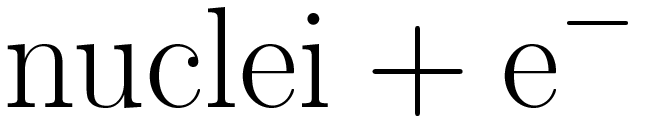 nuclei + e⁻